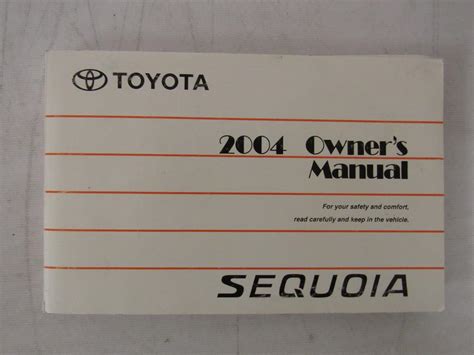 TOYOTA
2004 Owner's
Manual
For your safety and comfort,
read carefully and keep in the vehicle.
SEQUOIA